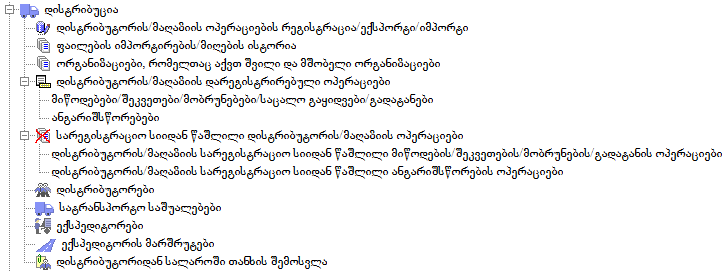 დისტრიბუცია
დისტრიბუტორის/მაღაზიის ოპერაციების რეგისტრაცია/ექსპორტი/იმპორტი
ფაილების იმპორტირების/მიღების ისტორია
ორგანიზაციები, რომელთაც აქვთ შვილი და მშობელი ორგანიზაციები
დისტრიბუტორის/მაღაზიის დარეგისტრირებული ოპერაციები
მიწოდებები/შეკვეთები/მობრუნებები/საცალო გაყიდვები/გადატანები
ანგარიშსწორებები
სარეგისტრაციო სიიდან წაშლილი დისტრიბუტორის/მაღაზიის ოპერაციები
დისტრიბუტორის/მაღაზიის სარეგისტრაციო სიიდან წაშლილი მიწოდების/შეკვეთების/მობრუნების/გადატანის ოპერაციები
დისტრიბუტორის/მაღაზიის სარეგისტრაციო სიიდან წაშლილი ანგარიშსწორების ოპერაციები
დისტრიბუტორები
სატრანსპორტო საშუალებები
ექსპედიტორები
ექსპედიტორის მარშრუტები
დისტრიბუტორიდან სალაროში თანხის შემოსვლა